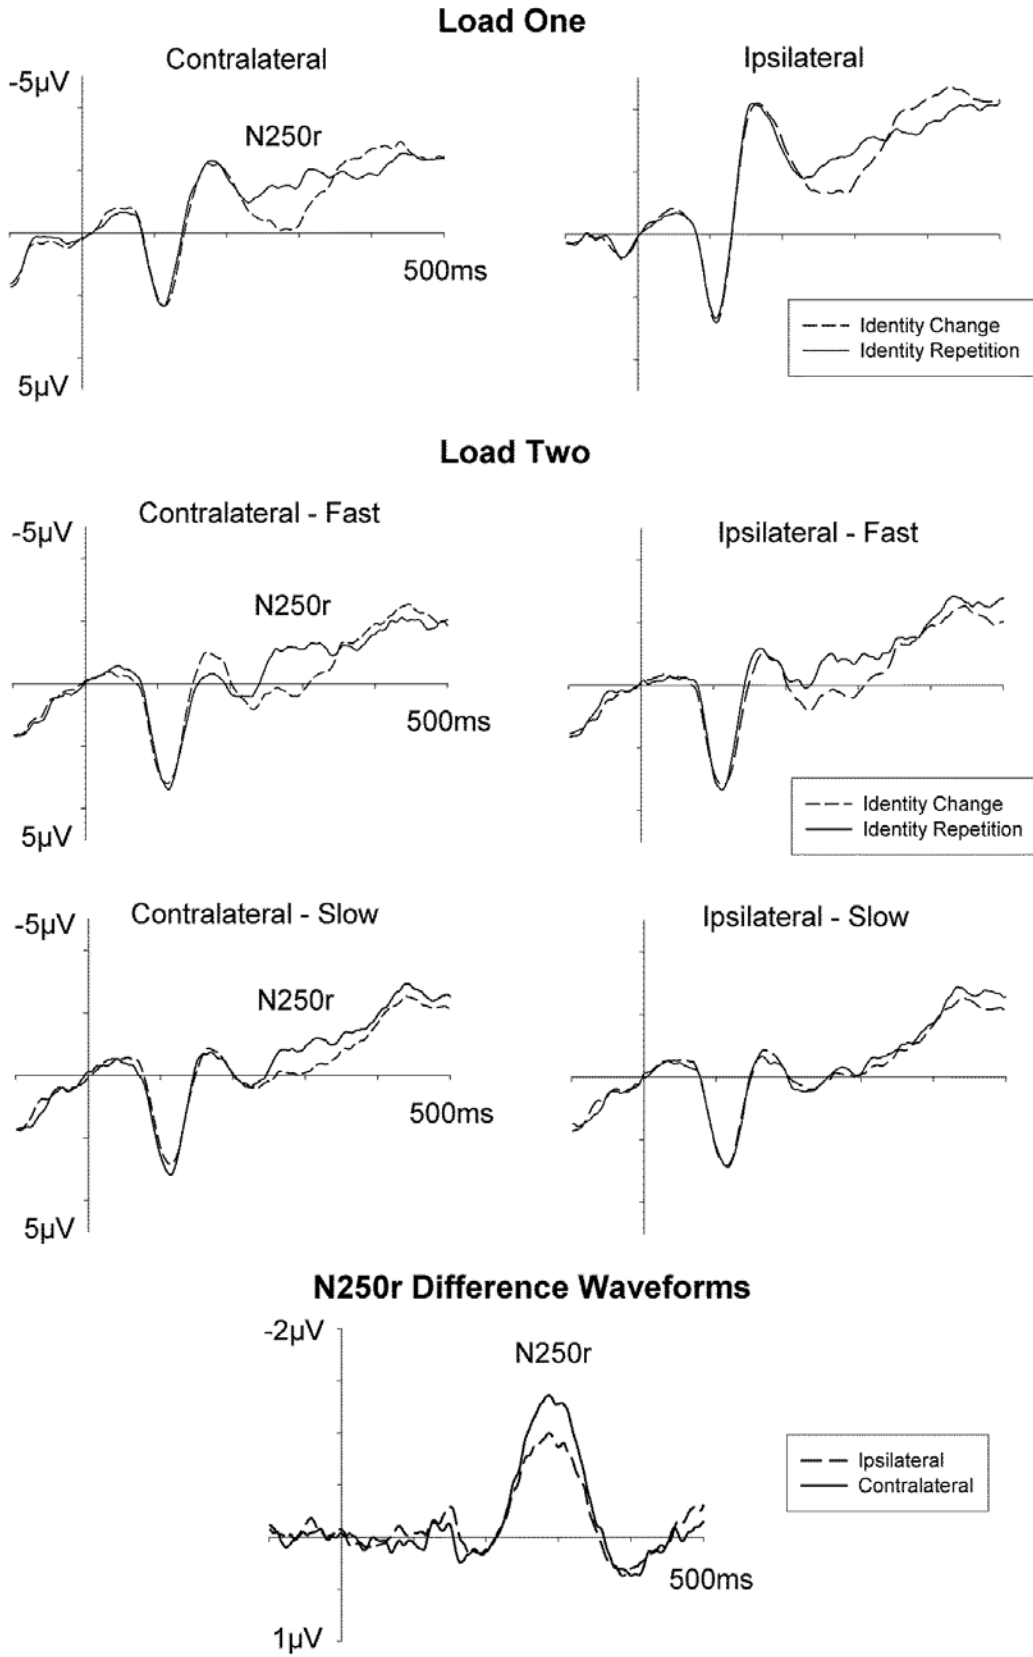 Load One
Contralateral
Ipsilateral
-5µV
N250r
500ms
5µV
Identity Change
Identity Repetition
Load Two
Contralateral - Fast
Ipsilateral - Fast
-5µV
N250r
500ms
5µV
Identity Change
Identity Repetition
Contralateral - Slow
Ipsilateral - Slow
-5µV
N250r
500ms
5µV
N250r Difference Waveforms
-2µV
N250r
Ipsilateral
Contralateral
500ms
1µV